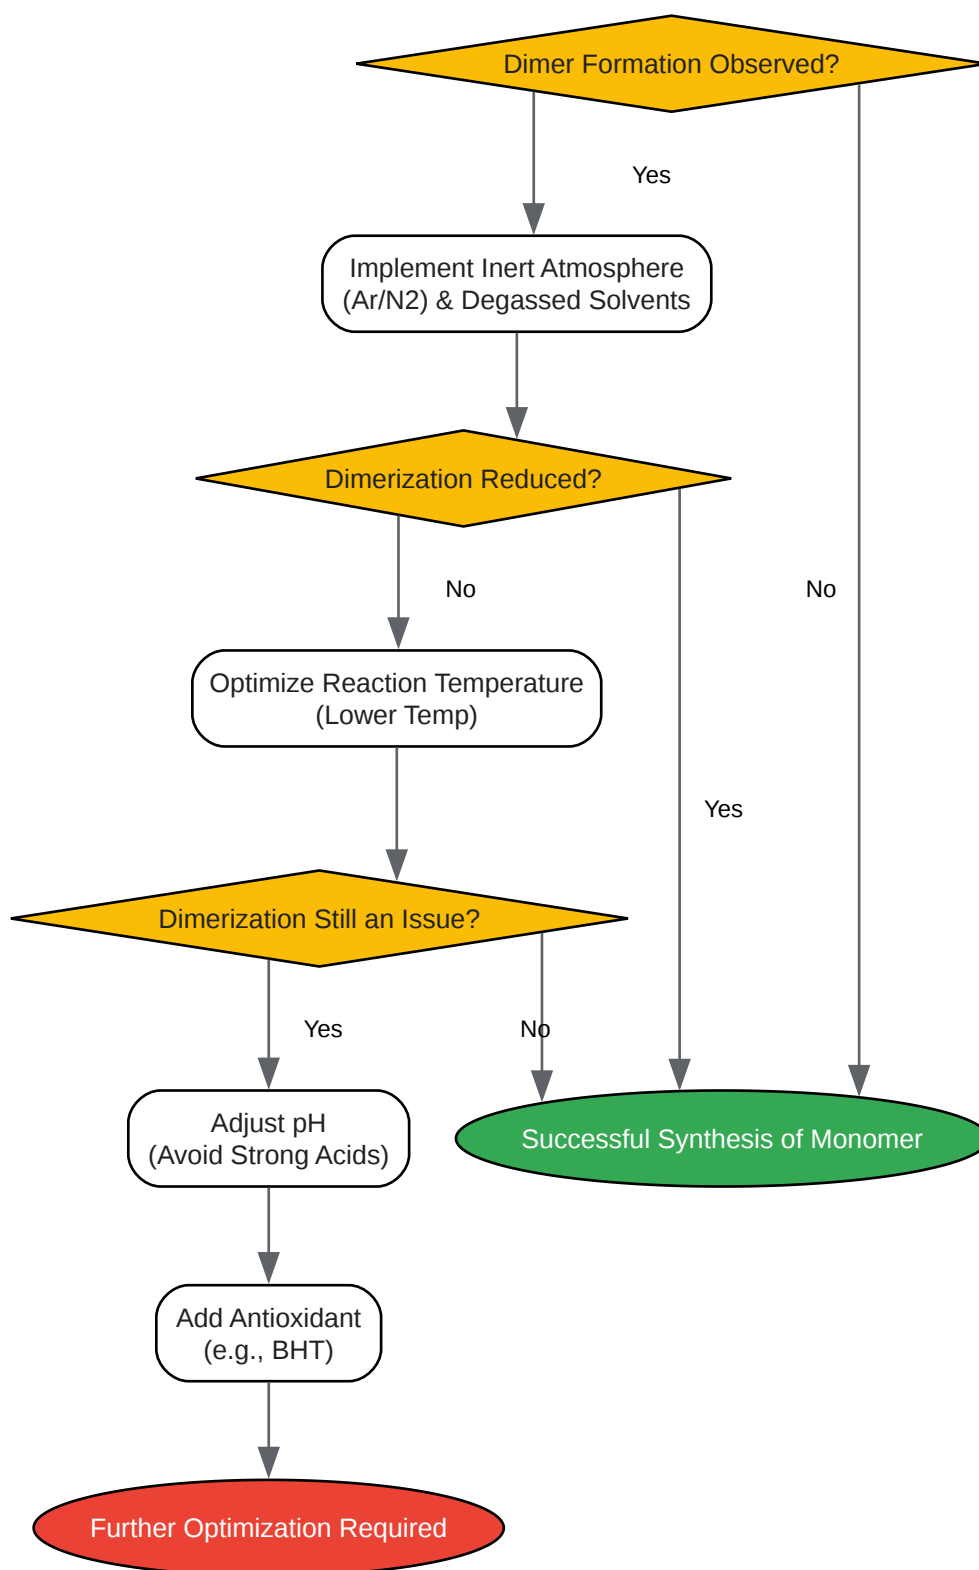 Dimer Formation Observed?
Yes
Implement Inert Atmosphere
(Ar/N2) & Degassed Solvents
Dimerization Reduced?
No
No
Optimize Reaction Temperature
(Lower Temp)
Yes
Dimerization Still an Issue?
Yes
No
Adjust pH
(Avoid Strong Acids)
Successful Synthesis of Monomer
Add Antioxidant
(e.g., BHT)
Further Optimization Required